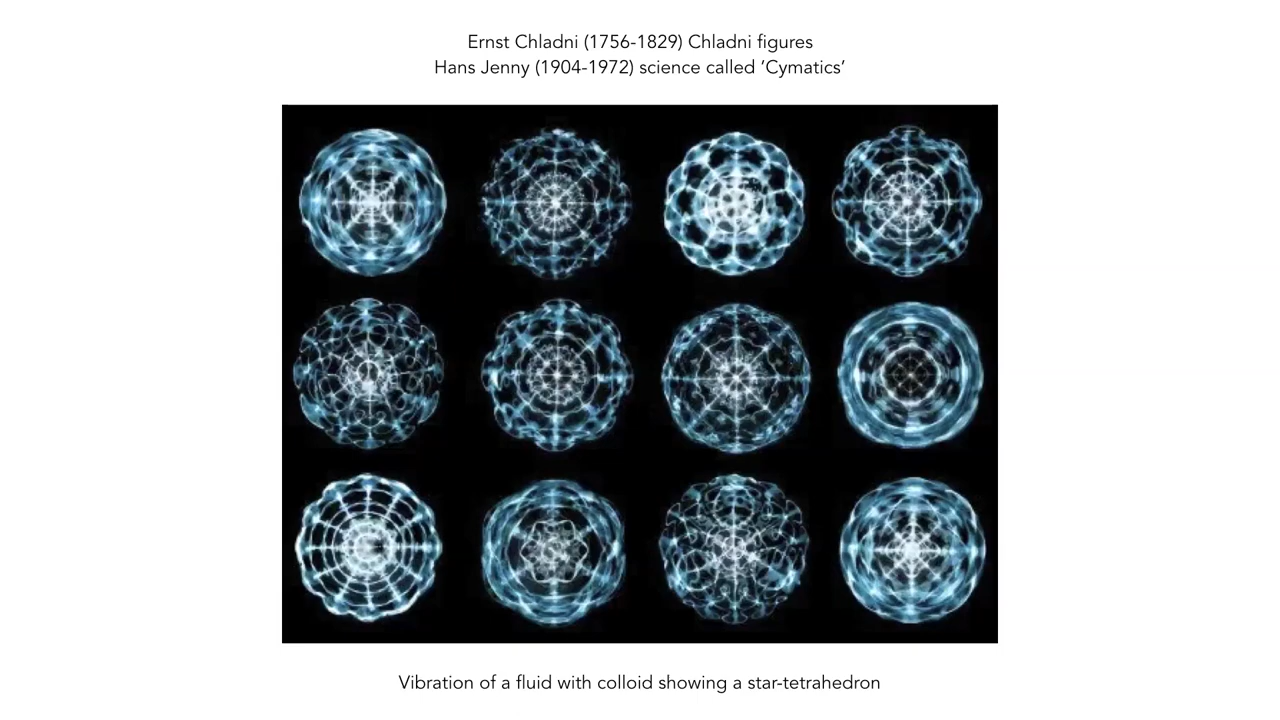 Ernst Chladni (1756-1829) Chladni figures
Hans Jenny (1904-1972) science called ‘Cymatics’
Vibration of a fluid with colloid showing a star-tetrahedron